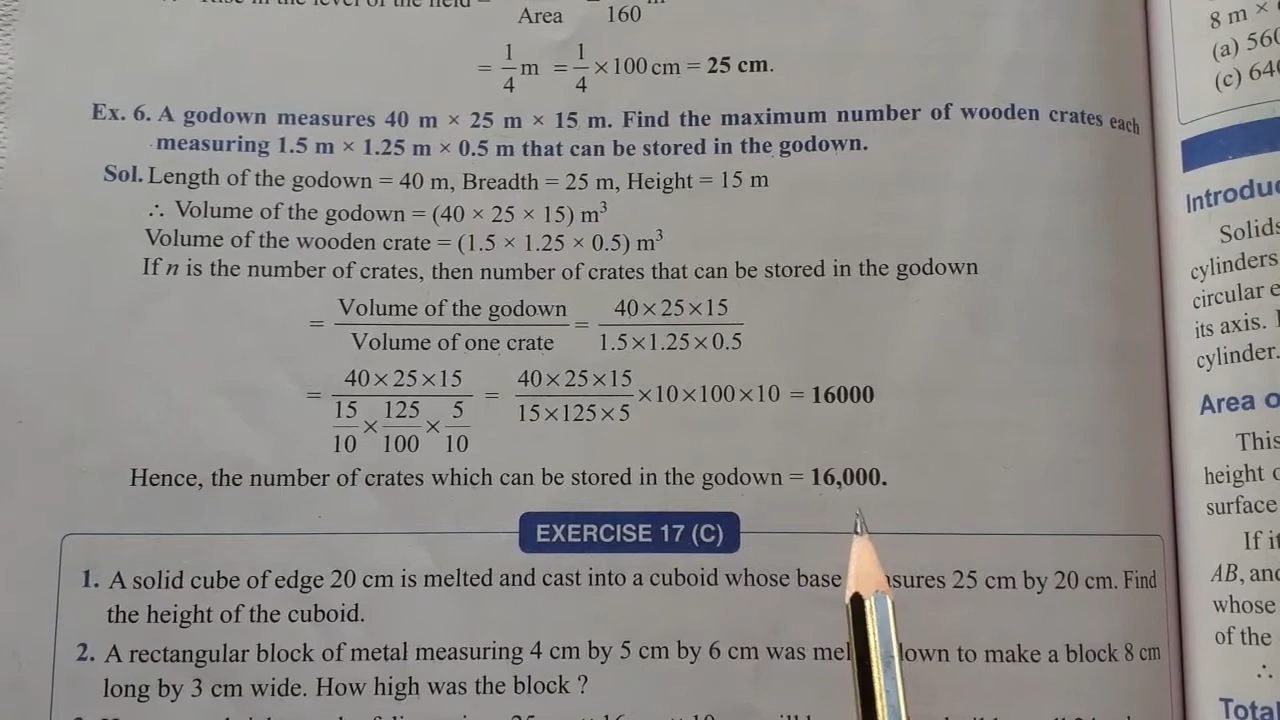 Area 160
= 1/4 m = 1/4 × 100 cm = 25 cm.
Ex. 6. A godown measures 40 m × 25 m × 15 m. Find the maximum number of wooden crates each
measuring 1.5 m × 1.25 m × 0.5 m that can be stored in the godown.
Sol. Length of the godown = 40 m, Breadth = 25 m, Height = 15 m
∴ Volume of the godown = (40 × 25 × 15) m³
Volume of the wooden crate = (1.5 × 1.25 × 0.5) m³
If n is the number of crates, then number of crates that can be stored in the godown
= Volume of the godown / Volume of one crate = 40×25×15 / 1.5×1.25×0.5
= 40×25×15 / 15/10 × 125/100 × 5/10 = 40×25×15 / 15×125×5 ×10×100×10 = 16000
Hence, the number of crates which can be stored in the godown = 16,000.
EXERCISE 17 (C)
1. A solid cube of edge 20 cm is melted and cast into a cuboid whose base 25 cm by 20 cm. Find
the height of the cuboid.
2. A rectangular block of metal measuring 4 cm by 5 cm by 6 cm was to make a block 8 cm
long by 3 cm wide. How high was the block ?
8 m ×
(a) 560
(c) 640
Solids
cylinders
circular
its axis.
cylinder.
Area
This
height
surface
If it
AB, and
whose
of the
∴
Total